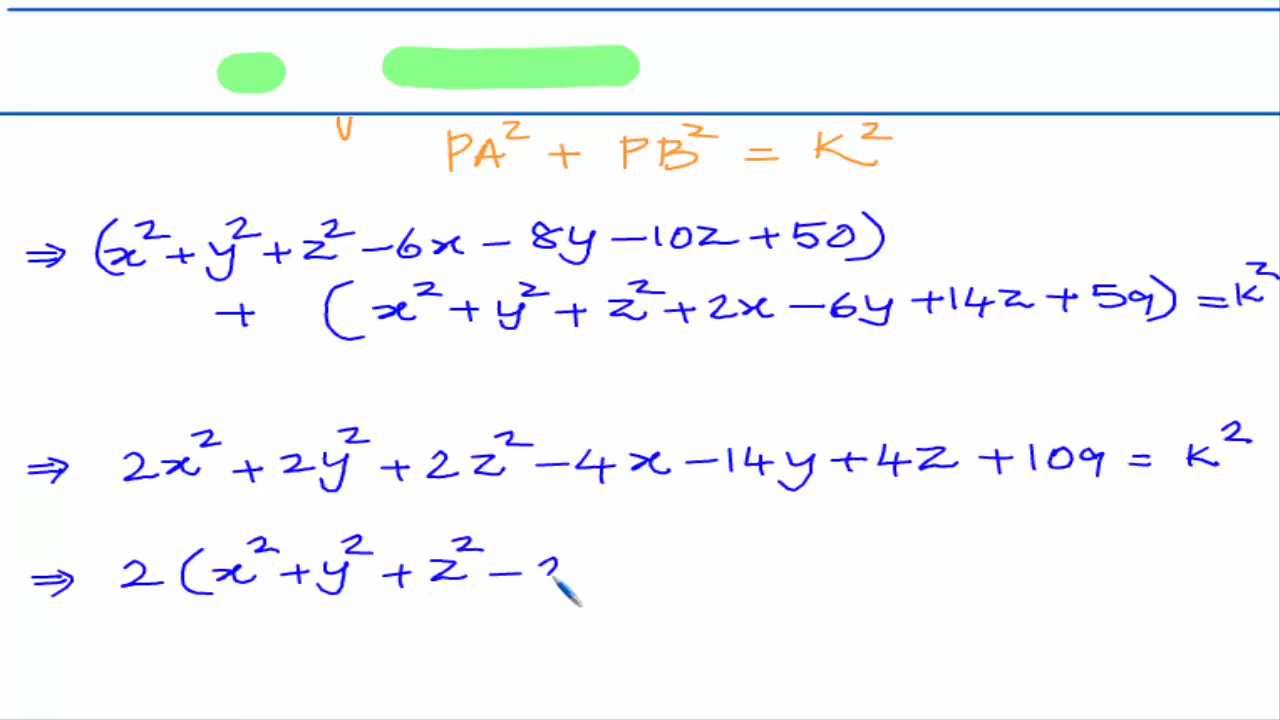 PA² + PB² = K²
⇒ (x² + y² + z² - 6x - 8y - 10z + 50)
+ (x² + y² + z² + 2x - 6y + 14z + 59) = K²
⇒ 2x² + 2y² + 2z² - 4x - 14y + 4z + 109 = K²
⇒ 2 (x² + y² + z² -